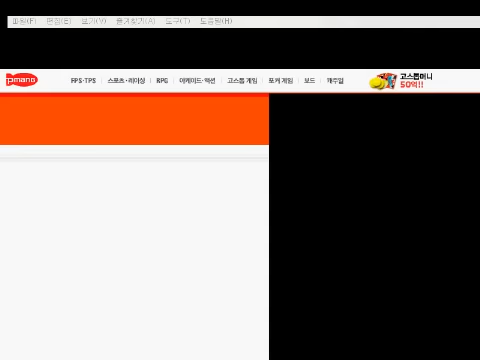 파일(F) 편집(E) 보기(V) 즐겨찾기(A) 도구(T) 도움말(H)
pmang FPS·TPS 스포츠·레이싱 RPG 아케이드·액션 고스톱 게임 포커 게임 보드 캐주얼 고스톱머니
50억!!